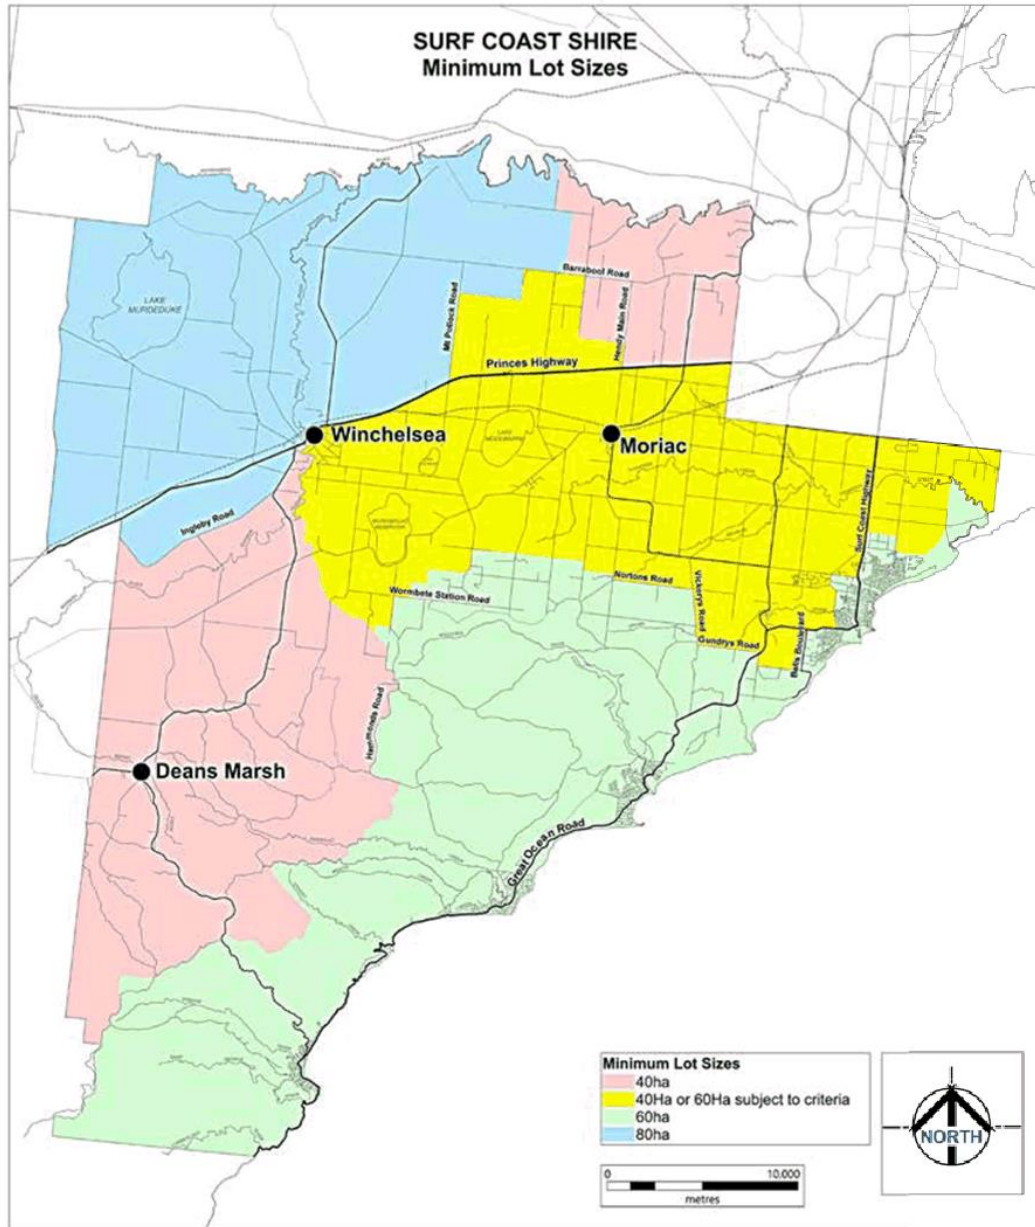 SURF COAST SHIRE
Minimum Lot Sizes
Barrabool Road
LAKE
MURDEDUKE
Mt Pollock Road
Hendy Main Road
Princes Highway
Winchelsea
Moriac
LAKE
MODEWARRE
Ingleby Road
Surf Coast Highway
Nortons Road
Vickerys Road
Wormbete Station Road
Gundrys Road
Bells Boulevard
Hammonds Road
Deans Marsh
Great Ocean Road
Minimum Lot Sizes
40ha
40Ha or 60Ha subject to criteria
60ha
80ha
0 10,000
metres
NORTH